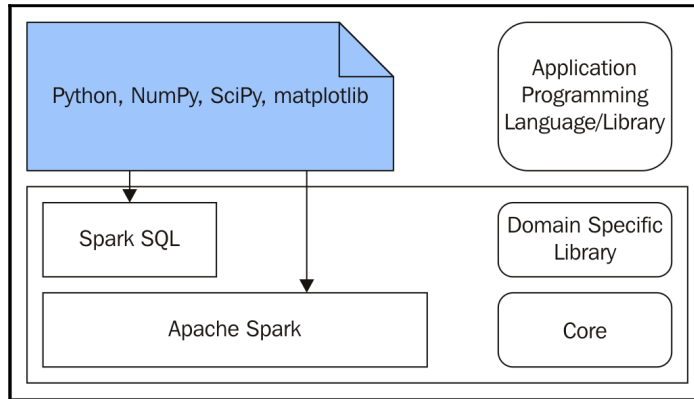 Python, NumPy, SciPy, matplotlib
Application
Programming
Language/Library
Spark SQL
Domain Specific
Library
Apache Spark
Core